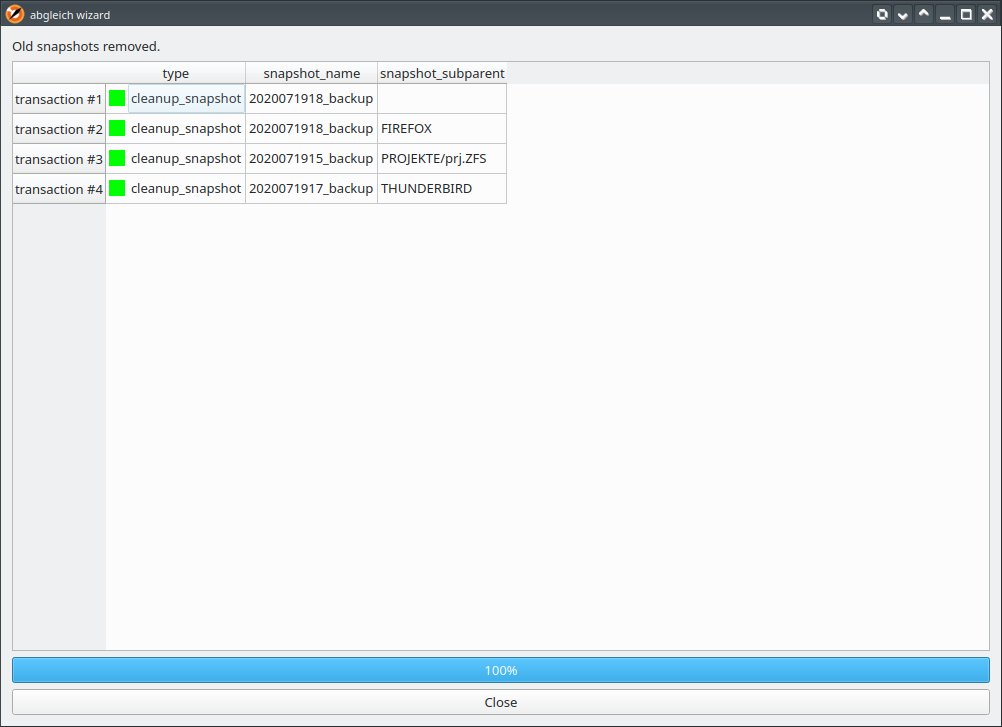 abgleich wizard
Old snapshots removed.
type snapshot_name snapshot_subparent
transaction #1 cleanup_snapshot 2020071918_backup
transaction #2 cleanup_snapshot 2020071918_backup FIREFOX
transaction #3 cleanup_snapshot 2020071915_backup PROJEKTE/prj.ZFS
transaction #4 cleanup_snapshot 2020071917_backup THUNDERBIRD
100%
Close